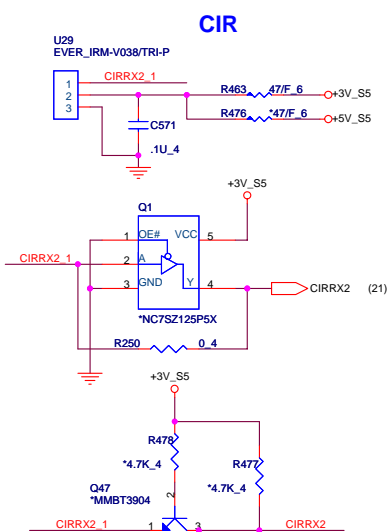 CIR
U29
EVER_IRM-V038/TRI-P
CIRRX2_1
1
2
3
R463 47/F_6 +3V_S5
R476 *47/F_6 +5V_S5
C571
.1U_4
+3V_S5
Q1
1 OE# VCC 5
CIRRX2_1 2 A
3 GND Y 4 CIRRX2 (21)
*NC7SZ125P5X
R250 0_4
+3V_S5
R478
*4.7K_4
R477
*4.7K_4
Q47
*MMBT3904
2
CIRRX2_1 1 3 CIRRX2